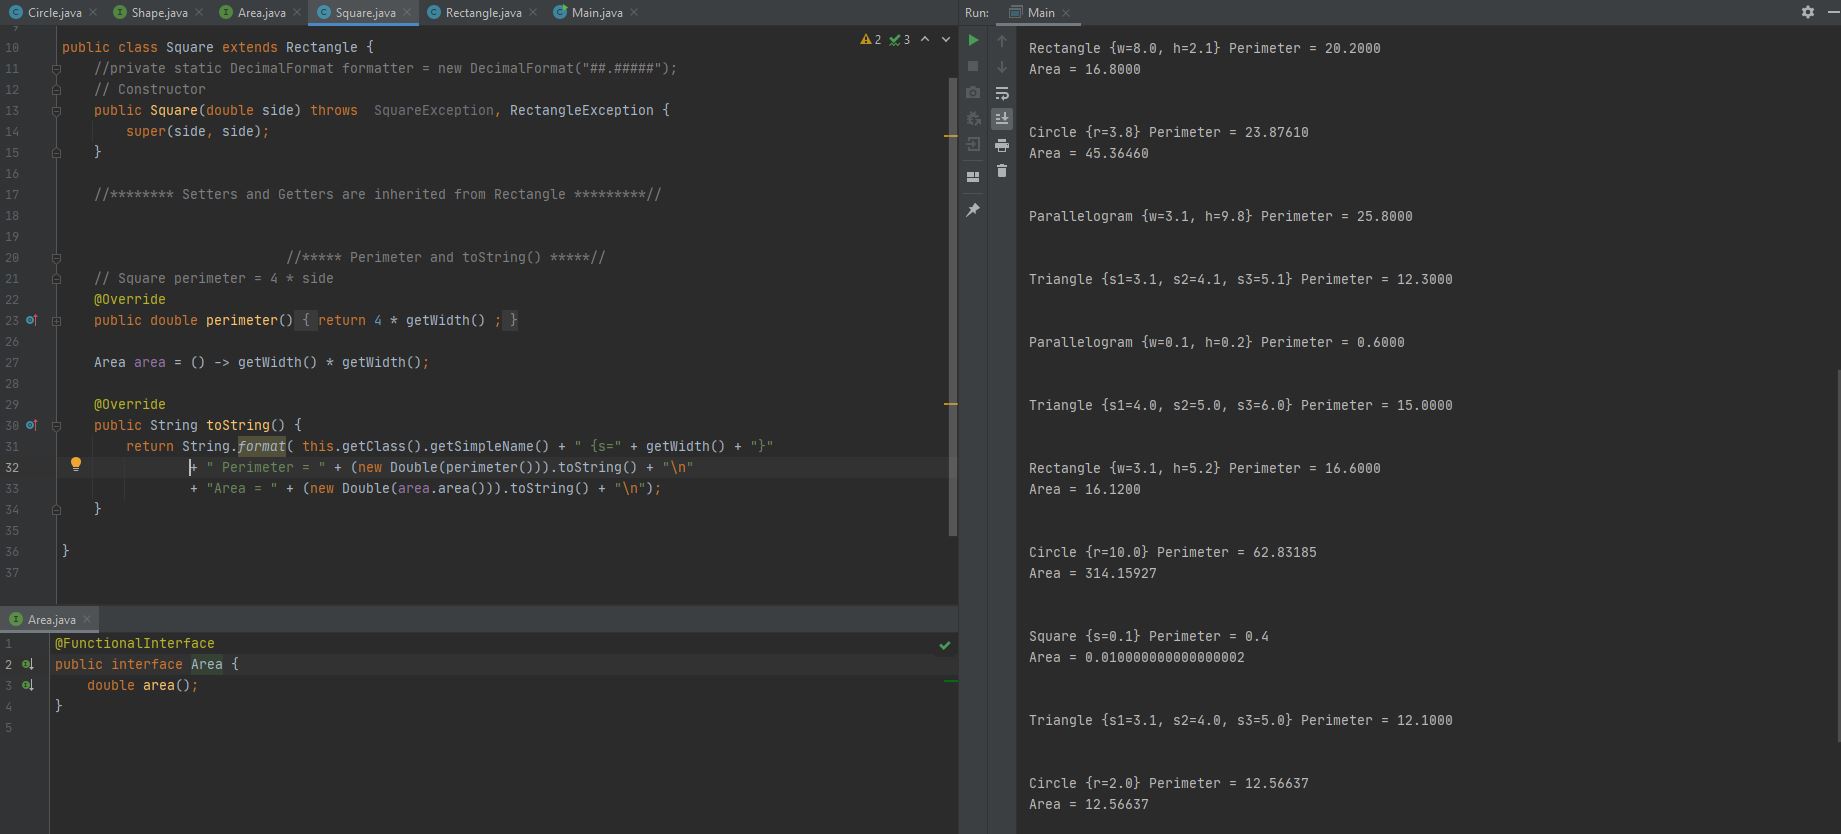 Circle.java Shape.java Area.java Square.java Rectangle.java Main.java
2 3
9
10 public class Square extends Rectangle {
11 //private static DecimalFormat formatter = new DecimalFormat("##.#####");
12 // Constructor
13 public Square(double side) throws SquareException, RectangleException {
14 super(side, side);
15 }
16
17 //******** Setters and Getters are inherited from Rectangle *********//
18
19
20 //***** Perimeter and toString() *****//
21 // Square perimeter = 4 * side
22 @Override
23 public double perimeter() { return 4 * getWidth() ; }
26
27 Area area = () -> getWidth() * getWidth();
28
29 @Override
30 public String toString() {
31 return String.format( this.getClass().getSimpleName() + " {s=" + getWidth() + "}"
32 + " Perimeter = " + (new Double(perimeter())).toString() + "\n"
33 + "Area = " + (new Double(area.area())).toString() + "\n");
34 }
35
36 }
37
Area.java
1 @FunctionalInterface
2 public interface Area {
3 double area();
4 }
5
Run: Main
Rectangle {w=8.0, h=2.1} Perimeter = 20.2000
Area = 16.8000
Circle {r=3.8} Perimeter = 23.87610
Area = 45.36460
Parallelogram {w=3.1, h=9.8} Perimeter = 25.8000
Triangle {s1=3.1, s2=4.1, s3=5.1} Perimeter = 12.3000
Parallelogram {w=0.1, h=0.2} Perimeter = 0.6000
Triangle {s1=4.0, s2=5.0, s3=6.0} Perimeter = 15.0000
Rectangle {w=3.1, h=5.2} Perimeter = 16.6000
Area = 16.1200
Circle {r=10.0} Perimeter = 62.83185
Area = 314.15927
Square {s=0.1} Perimeter = 0.4
Area = 0.010000000000000002
Triangle {s1=3.1, s2=4.0, s3=5.0} Perimeter = 12.1000
Circle {r=2.0} Perimeter = 12.56637
Area = 12.56637